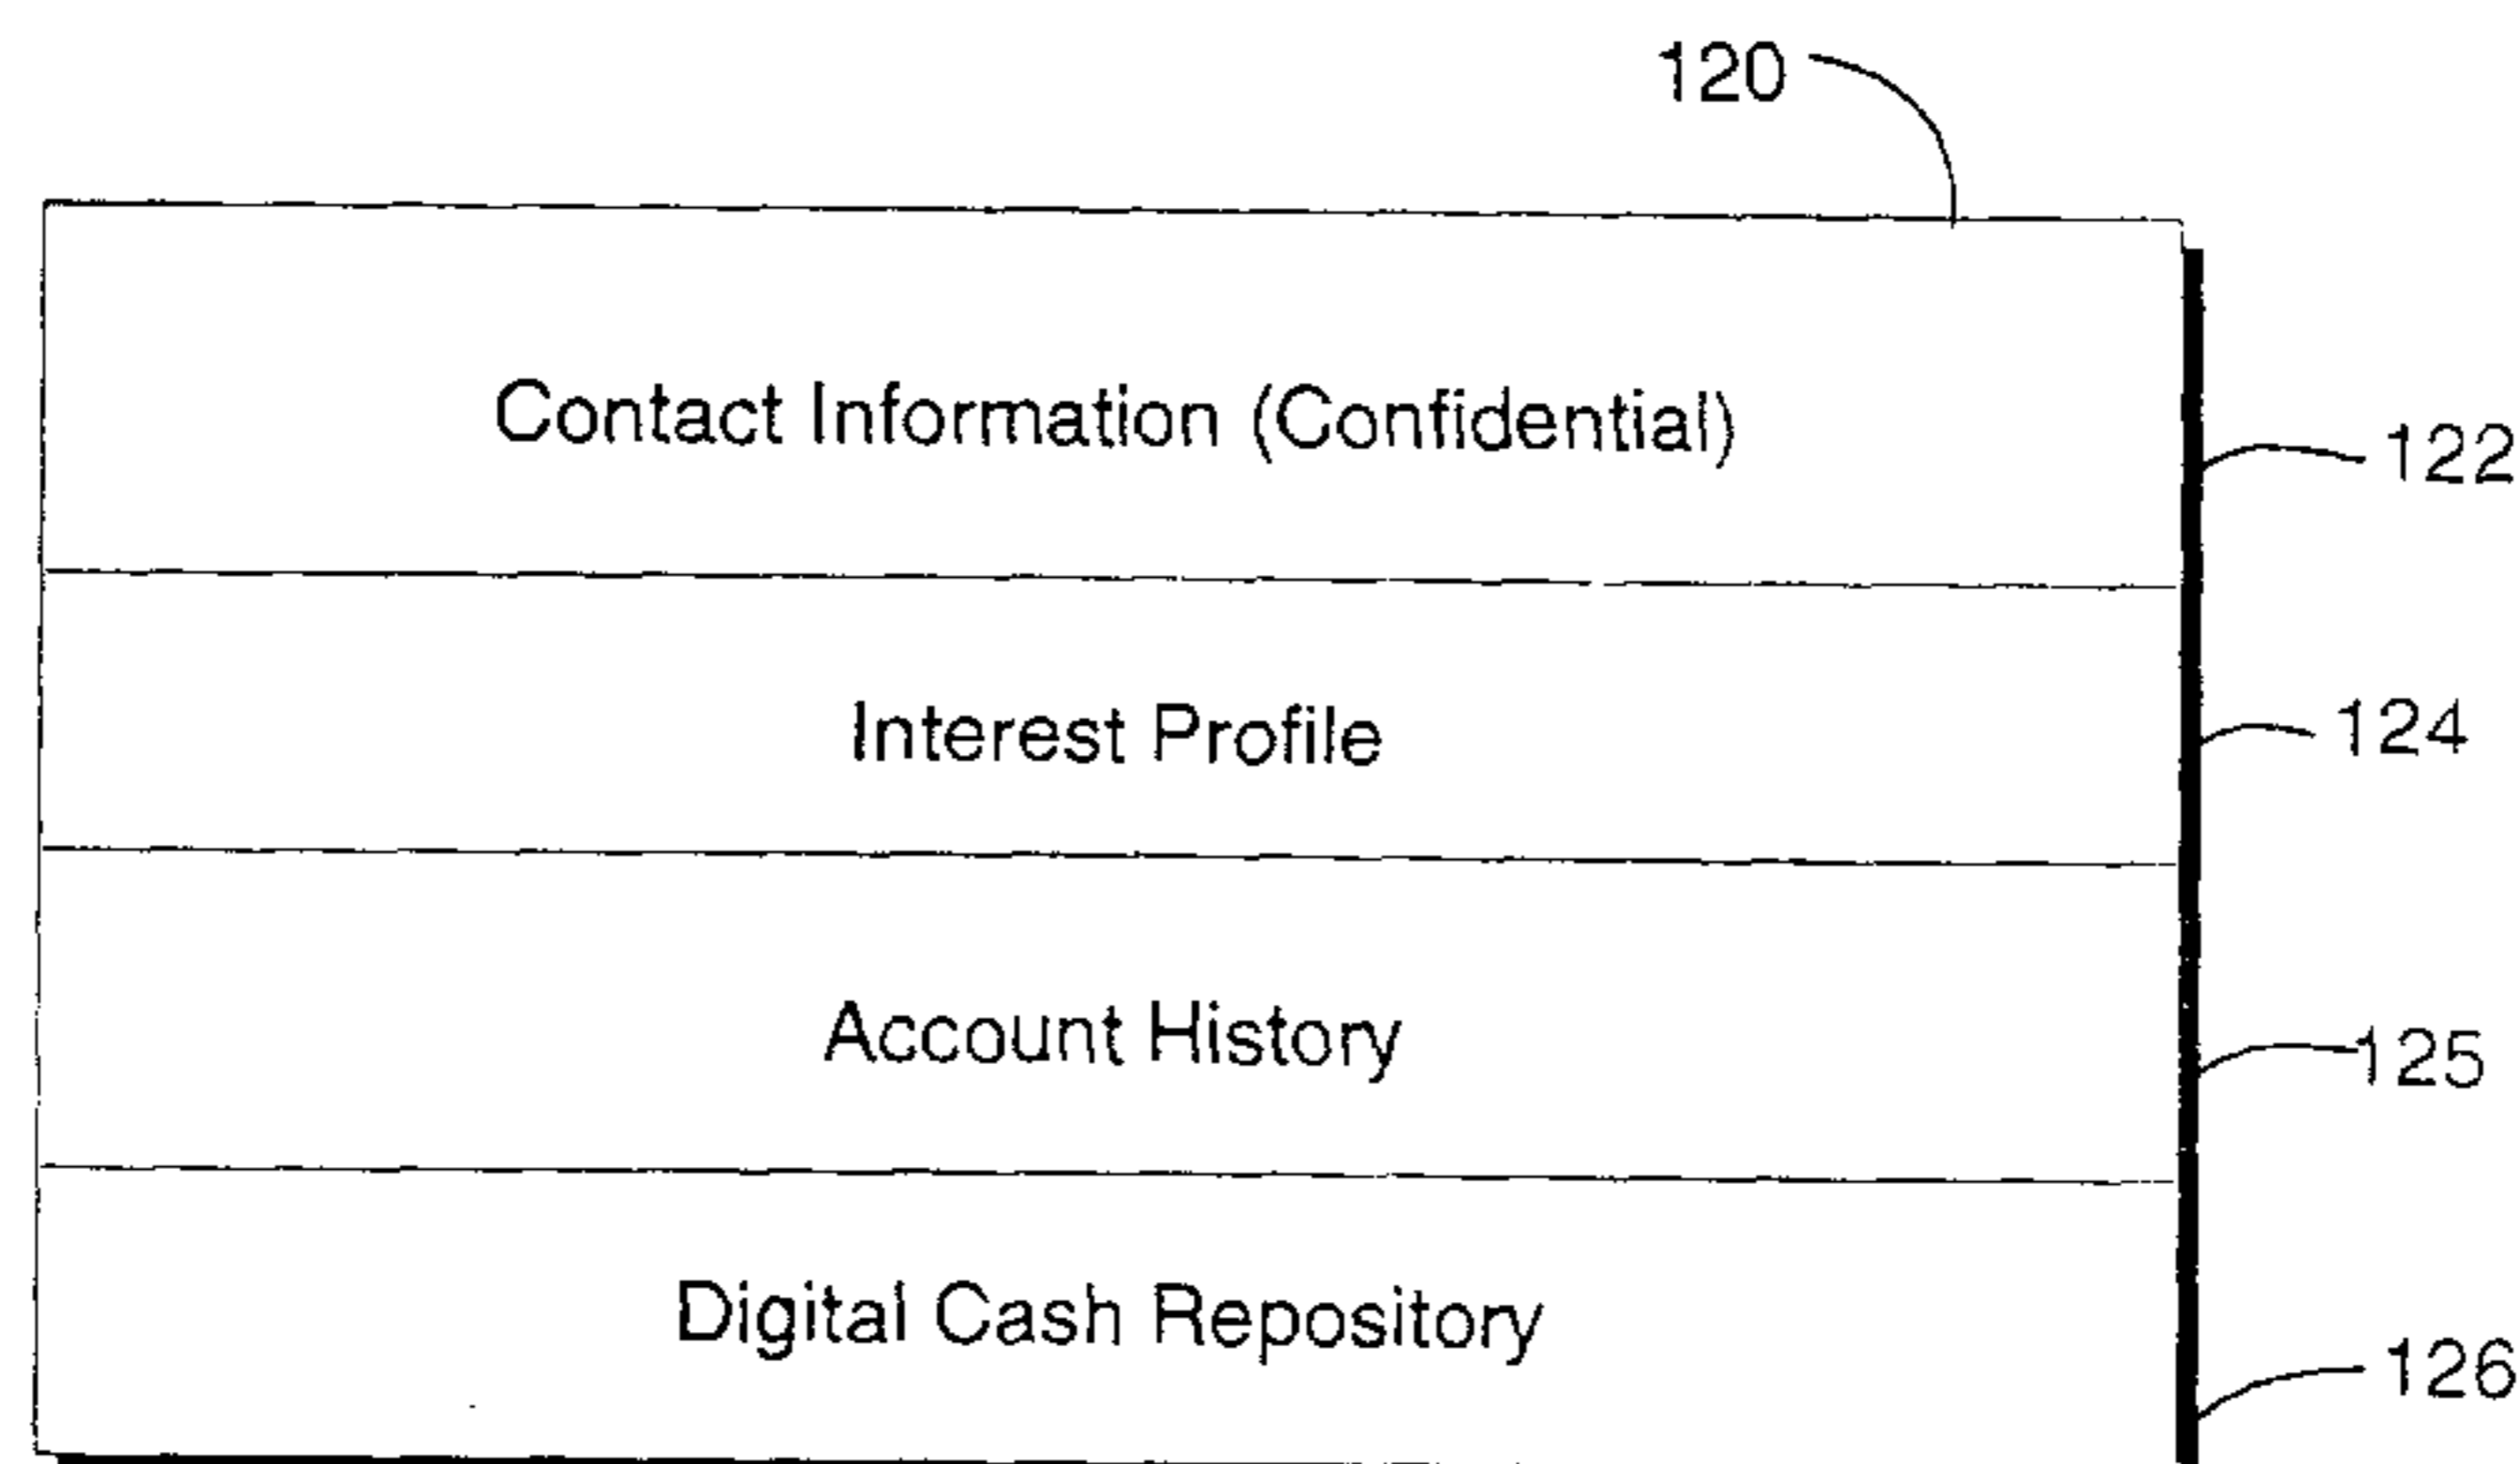 120
Contact Information (Confidential)
122
Interest Profile
124
Account History
125
Digital Cash Repository
126